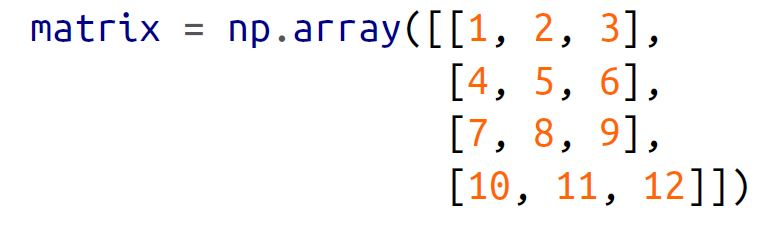 matrix = np.array([[1, 2, 3],
[4, 5, 6],
[7, 8, 9],
[10, 11, 12]])